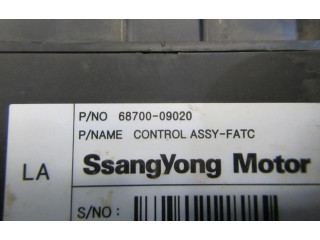 P/NO 68700-09020
P/NAME CONTROL ASSY-FATC
LA
SsangYong Motor
S/NO: